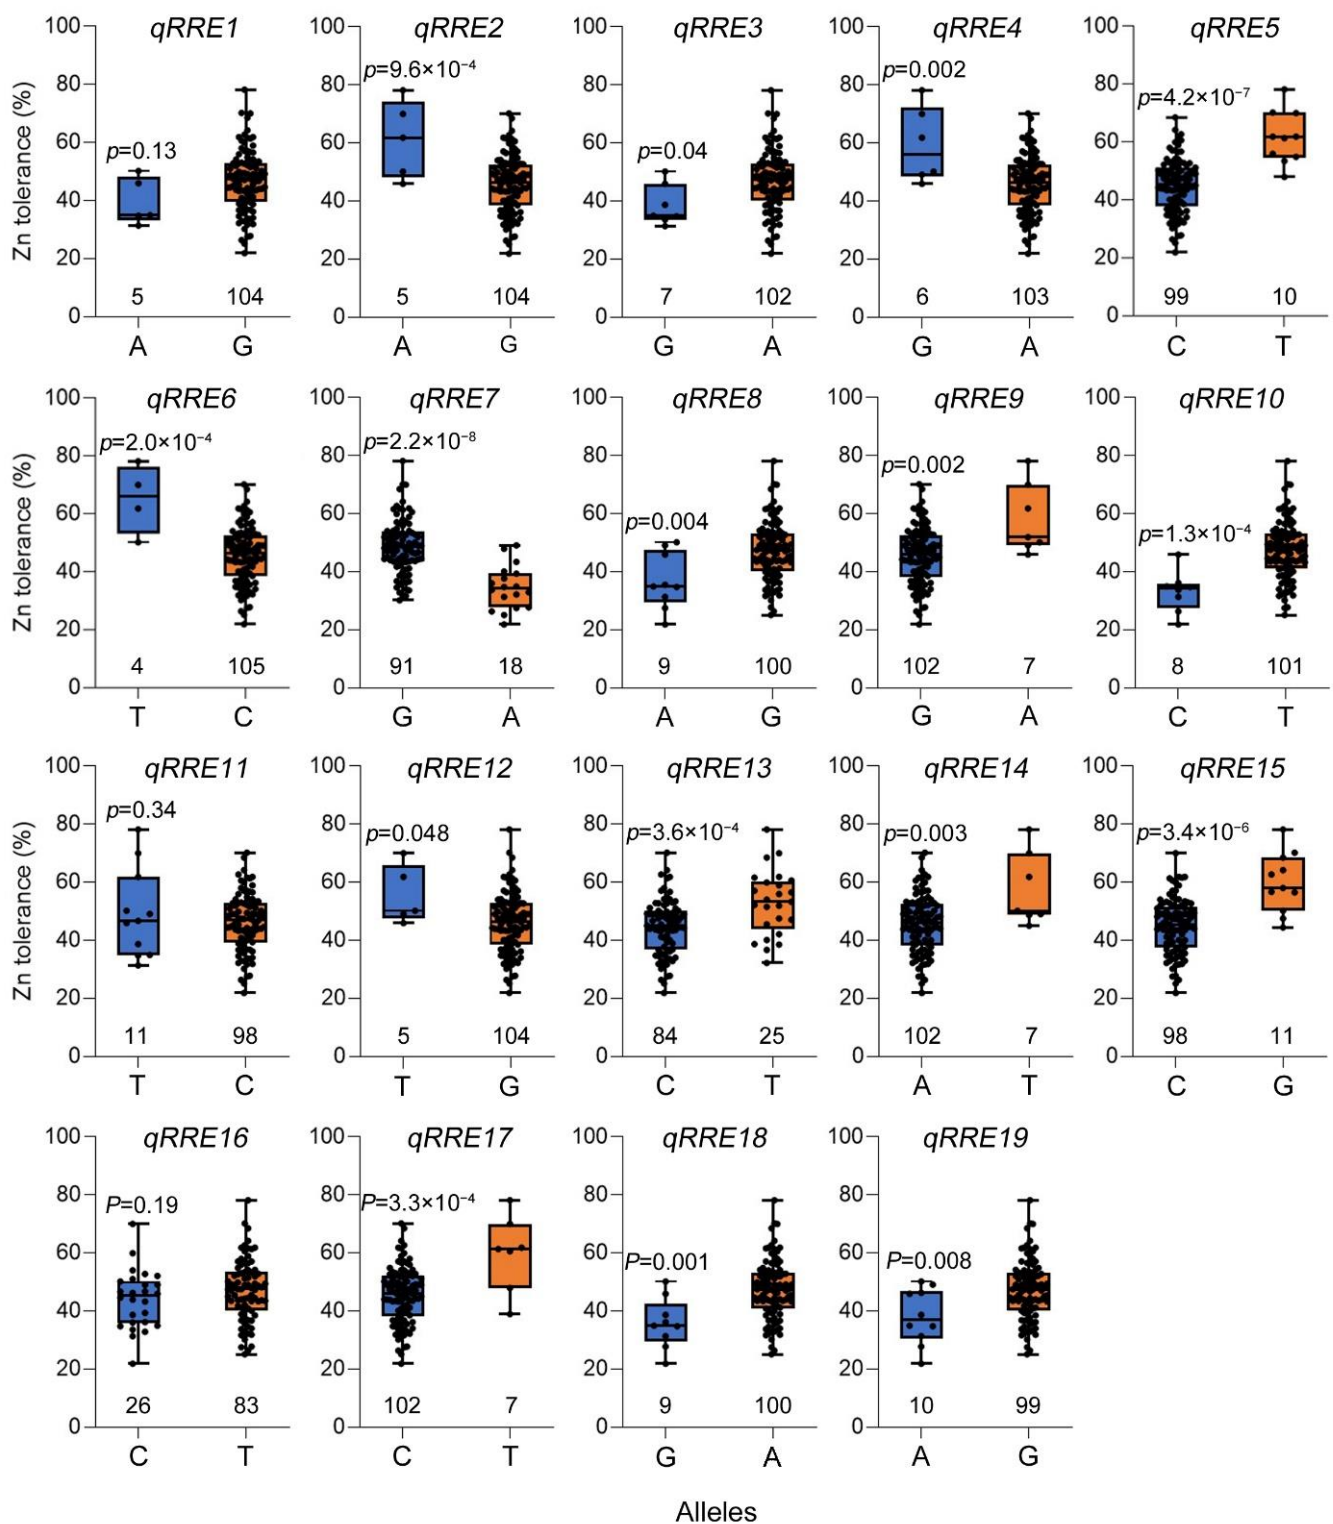 qRRE1 qRRE2 qRRE3 qRRE4 qRRE5
Zn tolerance (%)
100 100 100 100 100
80 80 80 80 80
60 60 60 60 60
40 40 40 40 40
20 20 20 20 20
0 0 0 0 0
p=0.13 p=9.6×10⁻⁴ p=0.04 p=0.002 p=4.2×10⁻⁷
5 104 5 104 7 102 6 103 99 10
A G A G G A G A C T
qRRE6 qRRE7 qRRE8 qRRE9 qRRE10
Zn tolerance (%)
100 100 100 100 100
80 80 80 80 80
60 60 60 60 60
40 40 40 40 40
20 20 20 20 20
0 0 0 0 0
p=2.0×10⁻⁴ p=2.2×10⁻⁸ p=0.004 p=0.002 p=1.3×10⁻⁴
4 105 91 18 9 100 102 7 8 101
T C G A A G G A C T
qRRE11 qRRE12 qRRE13 qRRE14 qRRE15
Zn tolerance (%)
100 100 100 100 100
80 80 80 80 80
60 60 60 60 60
40 40 40 40 40
20 20 20 20 20
0 0 0 0 0
p=0.34 p=0.048 p=3.6×10⁻⁴ p=0.003 p=3.4×10⁻⁶
11 98 5 104 84 25 102 7 98 11
T C T G C T A T C G
qRRE16 qRRE17 qRRE18 qRRE19
100 100 100 100
80 80 80 80
60 60 60 60
40 40 40 40
20 20 20 20
0 0 0 0
P=0.19 P=3.3×10⁻⁴ P=0.001 P=0.008
26 83 102 7 9 100 10 99
C T C T G A A G
Alleles